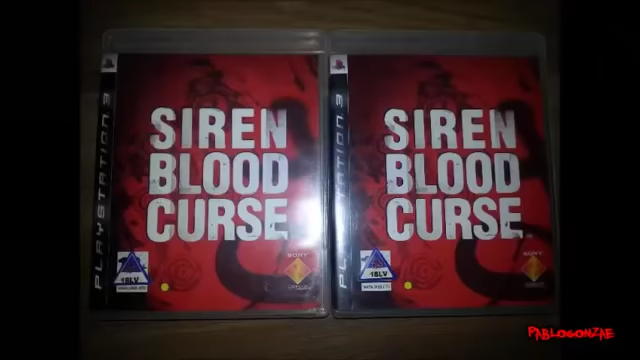 PLAYSTATION 3
SIREN
BLOOD
CURSE
18LV
SONY
PLAYSTATION 3
SIREN
BLOOD
CURSE
18LV
SONY
PABLOGONZAE